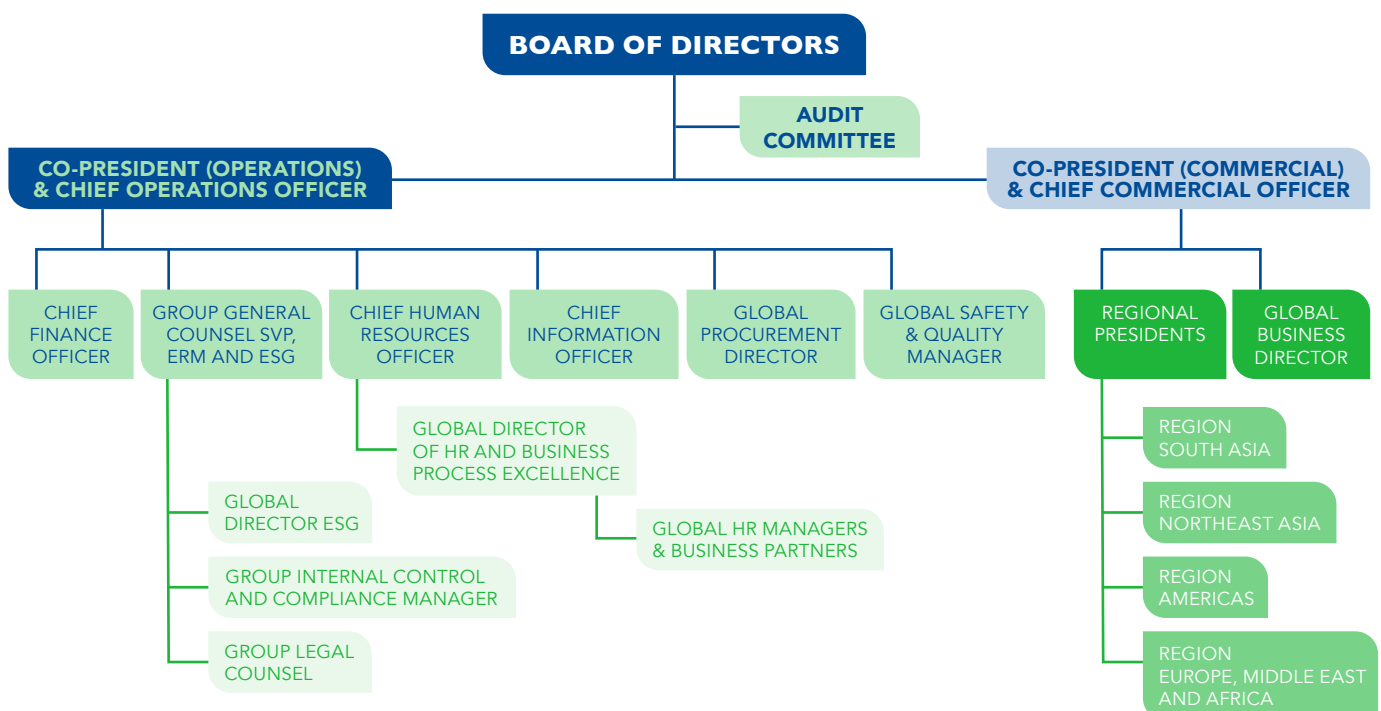 BOARD OF DIRECTORS
AUDIT
COMMITTEE
CO-PRESIDENT (OPERATIONS)
& CHIEF OPERATIONS OFFICER
CO-PRESIDENT (COMMERCIAL)
& CHIEF COMMERCIAL OFFICER
CHIEF
FINANCE
OFFICER
GROUP GENERAL
COUNSEL SVP,
ERM AND ESG
CHIEF HUMAN
RESOURCES
OFFICER
CHIEF
INFORMATION
OFFICER
GLOBAL
PROCUREMENT
DIRECTOR
GLOBAL SAFETY
& QUALITY
MANAGER
REGIONAL
PRESIDENTS
GLOBAL
BUSINESS
DIRECTOR
GLOBAL DIRECTOR
OF HR AND BUSINESS
PROCESS EXCELLENCE
GLOBAL HR MANAGERS
& BUSINESS PARTNERS
GLOBAL
DIRECTOR ESG
GROUP INTERNAL CONTROL
AND COMPLIANCE MANAGER
GROUP LEGAL
COUNSEL
REGION
SOUTH ASIA
REGION
NORTHEAST ASIA
REGION
AMERICAS
REGION
EUROPE, MIDDLE EAST
AND AFRICA